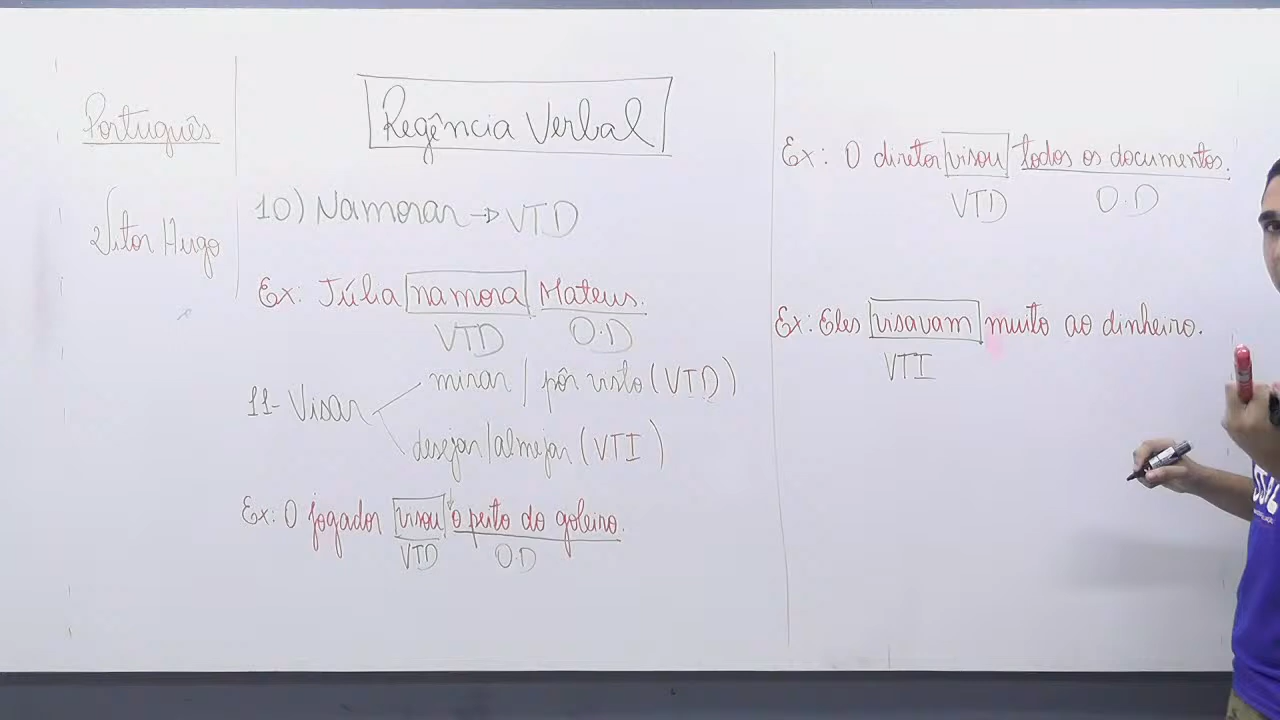 Português
Vitor Hugo
Regência Verbal
10) Namorar → VTD
Ex: Júlia namora Mateus.
VTD O.D
mirar / pôr visto (VTD)
11- Visar
desejar/almejar (VTI)
Ex: O jogador visou o peito do goleiro.
VTD O.D
Ex: O diretor visou todos os documentos.
VTD O.D
Ex: Eles visavam muito ao dinheiro.
VTI